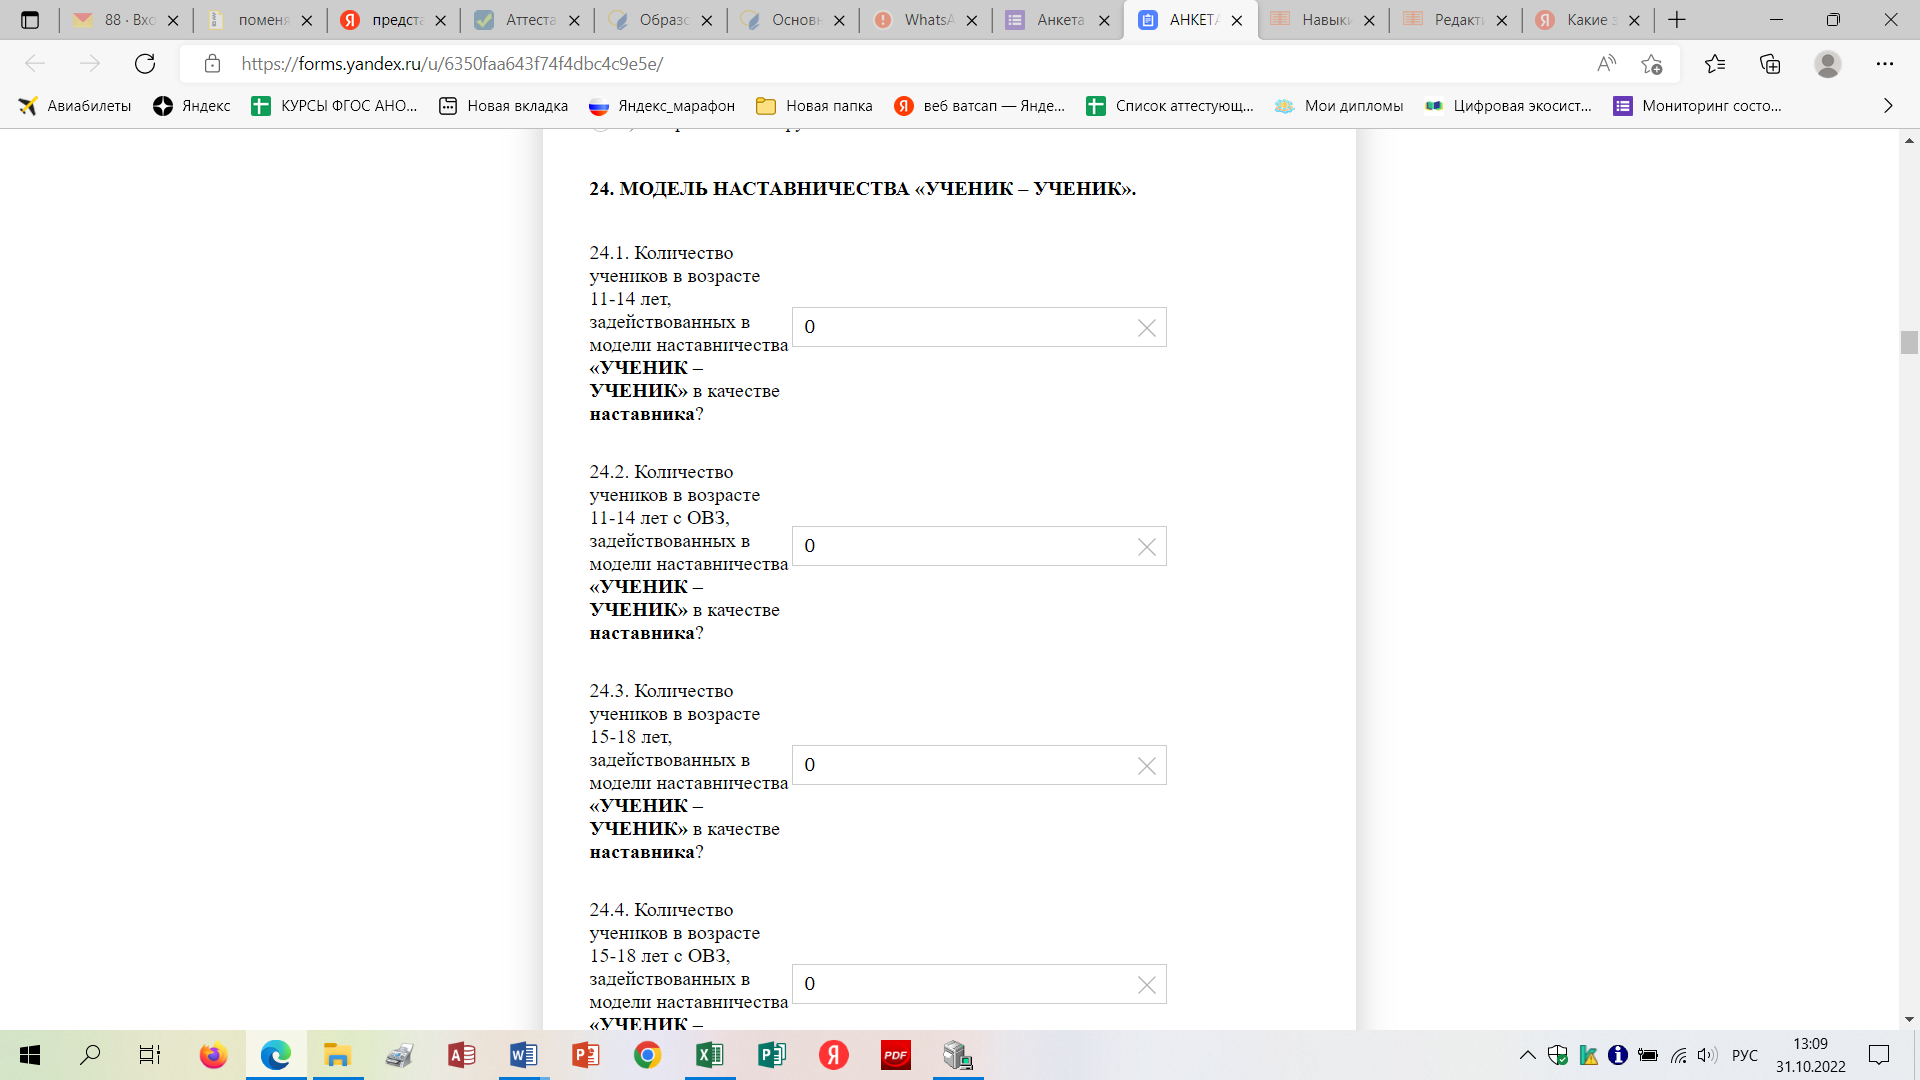 88 · Вхо
поменя
предста
Аттеста
Образо
Основн
WhatsA
Анкета
АНКЕТА
Навыки
Редакти
Какие з
https://forms.yandex.ru/u/6350faa643f74f4dbc4c9e5e/
Авиабилеты
Яндекс
КУРСЫ ФГОС АНО...
Новая вкладка
Яндекс_марафон
Новая папка
веб ватсап — Янде...
Список аттестующ...
Мои дипломы
Цифровая экосист...
Мониторинг состо...
24. МОДЕЛЬ НАСТАВНИЧЕСТВА «УЧЕНИК – УЧЕНИК».
24.1. Количество
учеников в возрасте
11-14 лет,
задействованных в
модели наставничества
«УЧЕНИК –
УЧЕНИК» в качестве
наставника?
0
24.2. Количество
учеников в возрасте
11-14 лет с ОВЗ,
задействованных в
модели наставничества
«УЧЕНИК –
УЧЕНИК» в качестве
наставника?
0
24.3. Количество
учеников в возрасте
15-18 лет,
задействованных в
модели наставничества
«УЧЕНИК –
УЧЕНИК» в качестве
наставника?
0
24.4. Количество
учеников в возрасте
15-18 лет с ОВЗ,
задействованных в
модели наставничества
«УЧЕНИК –
0
РУС
13:09
31.10.2022